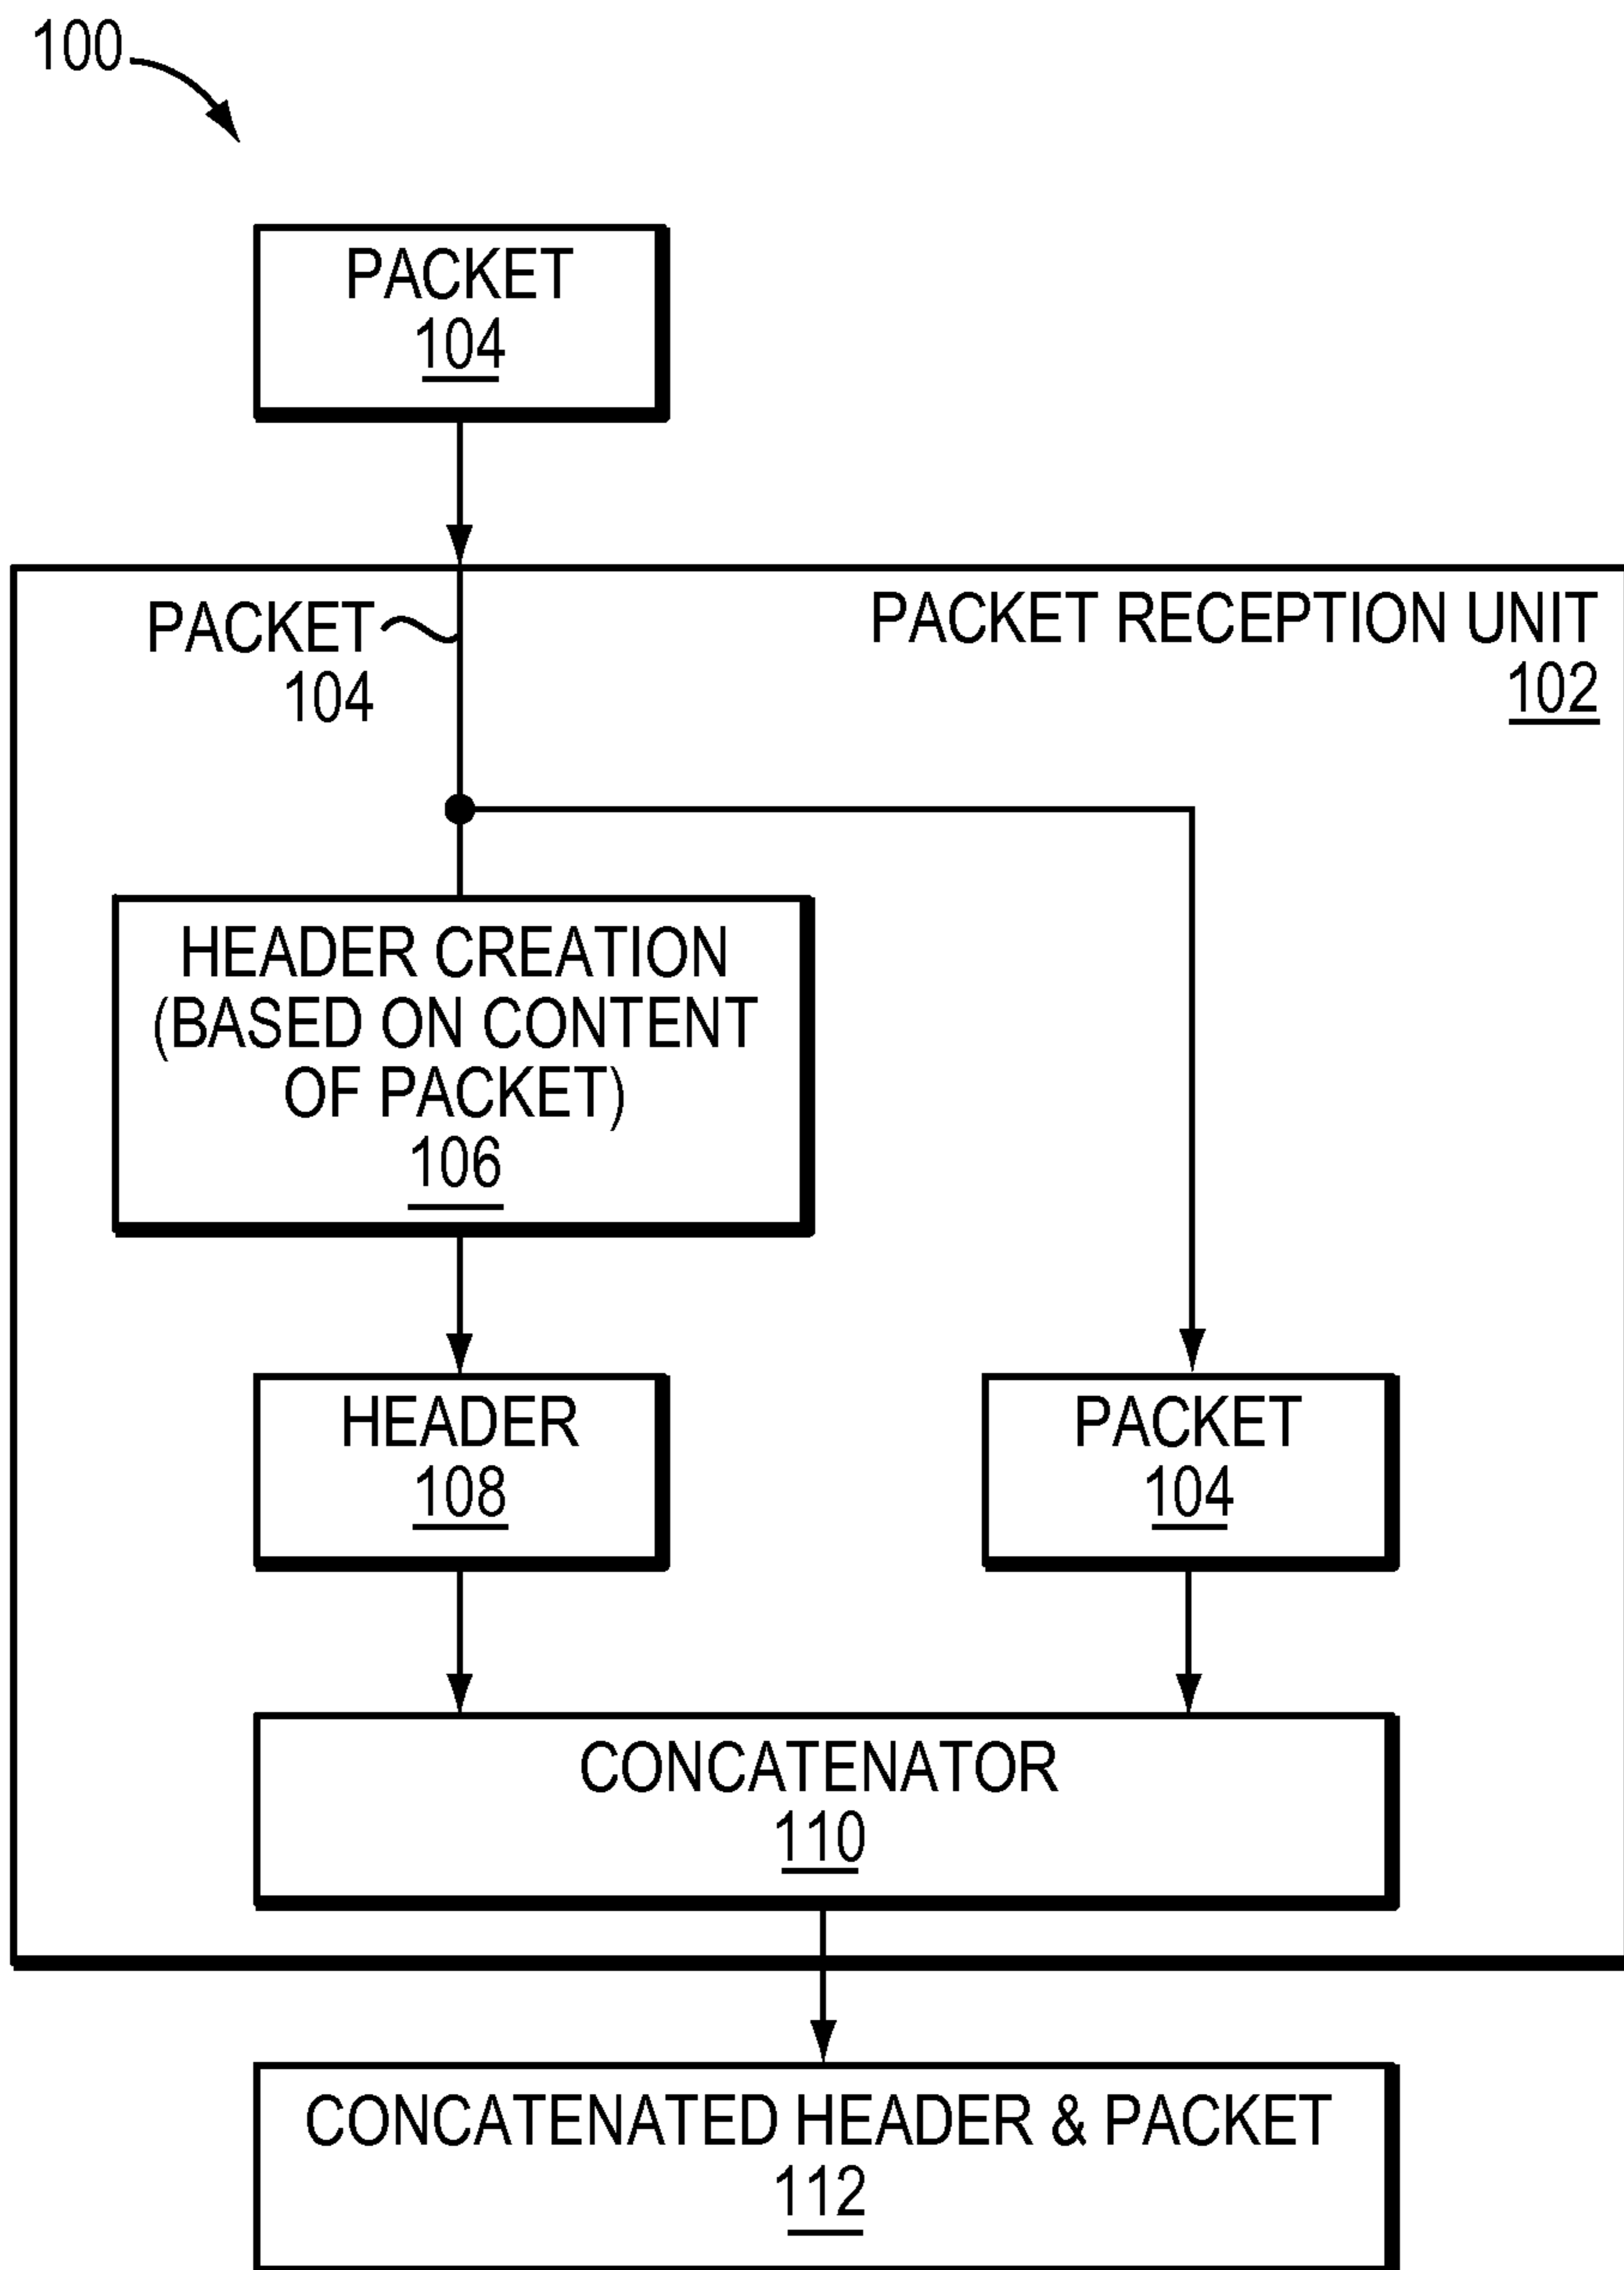 100
PACKET
104
PACKET
104
PACKET RECEPTION UNIT
102
HEADER CREATION
(BASED ON CONTENT
OF PACKET)
106
HEADER
108
PACKET
104
CONCATENATOR
110
CONCATENATED HEADER & PACKET
112